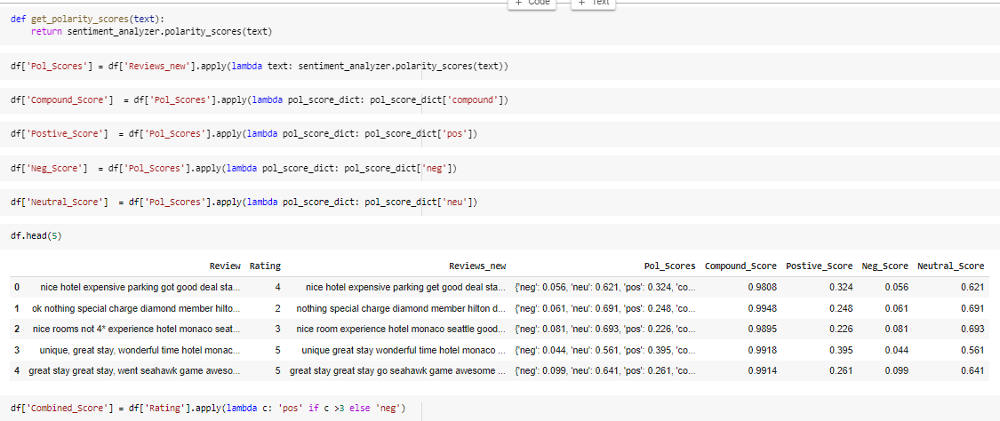 + Code + Text
def get_polarity_scores(text):
    return sentiment_analyzer.polarity_scores(text)
df['Pol_Scores'] = df['Reviews_new'].apply(lambda text: sentiment_analyzer.polarity_scores(text))
df['Compound_Score']  = df['Pol_Scores'].apply(lambda pol_score_dict: pol_score_dict['compound'])
df['Postive_Score']  = df['Pol_Scores'].apply(lambda pol_score_dict: pol_score_dict['pos'])
df['Neg_Score']  = df['Pol_Scores'].apply(lambda pol_score_dict: pol_score_dict['neg'])
df['Neutral_Score']  = df['Pol_Scores'].apply(lambda pol_score_dict: pol_score_dict['neu'])
df.head(5)
Review Rating Reviews_new Pol_Scores Compound_Score Postive_Score Neg_Score Neutral_Score
0 nice hotel expensive parking got good deal sta... 4 nice hotel expensive parking get good deal sta... {'neg': 0.056, 'neu': 0.621, 'pos': 0.324, 'co... 0.9808 0.324 0.056 0.621
1 ok nothing special charge diamond member hilto... 2 nothing special charge diamond member hilton d... {'neg': 0.061, 'neu': 0.691, 'pos': 0.248, 'co... 0.9948 0.248 0.061 0.691
2 nice rooms not 4* experience hotel monaco seat... 3 nice room experience hotel monaco seattle good... {'neg': 0.081, 'neu': 0.693, 'pos': 0.226, 'co... 0.9895 0.226 0.081 0.693
3 unique, great stay, wonderful time hotel monac... 5 unique great stay wonderful time hotel monaco ... {'neg': 0.044, 'neu': 0.561, 'pos': 0.395, 'co... 0.9918 0.395 0.044 0.561
4 great stay great stay, went seahawk game aweso... 5 great stay great stay go seahawk game awesome ... {'neg': 0.099, 'neu': 0.641, 'pos': 0.261, 'co... 0.9914 0.261 0.099 0.641
df['Combined_Score'] = df['Rating'].apply(lambda c: 'pos' if c >3 else 'neg')